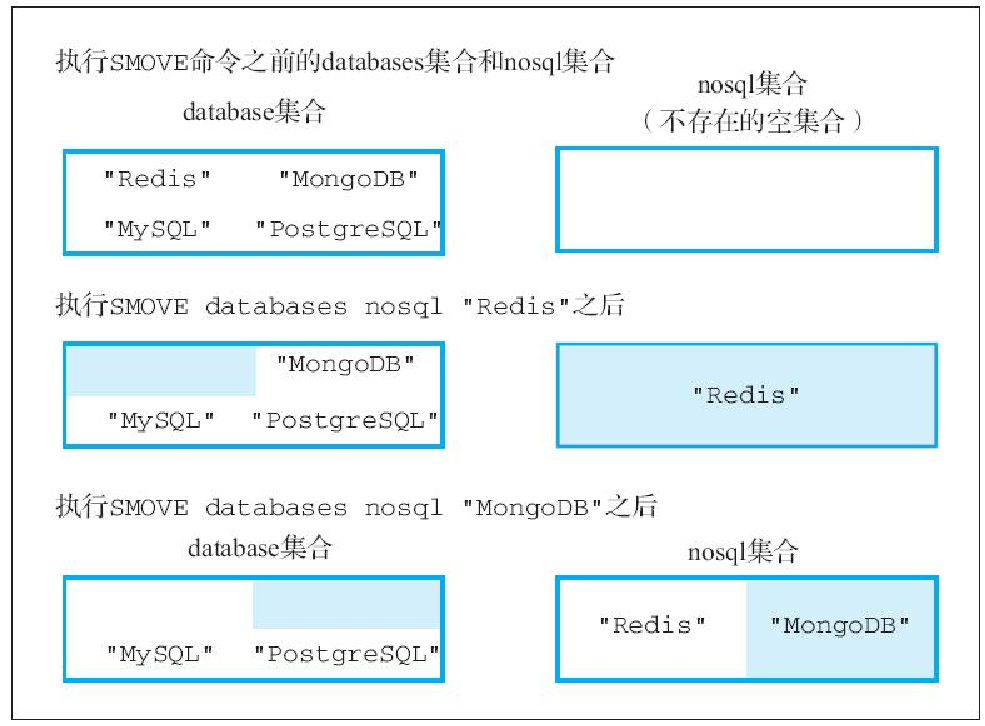 执行SMOVE命令之前的databases集合和nosql集合
database集合
nosql集合
（不存在的空集合）
"Redis" "MongoDB"
"MySQL" "PostgreSQL"
执行SMOVE databases nosql "Redis"之后
"MongoDB"
"MySQL" "PostgreSQL"
"Redis"
执行SMOVE databases nosql "MongoDB"之后
database集合
nosql集合
"MySQL" "PostgreSQL"
"Redis" "MongoDB"